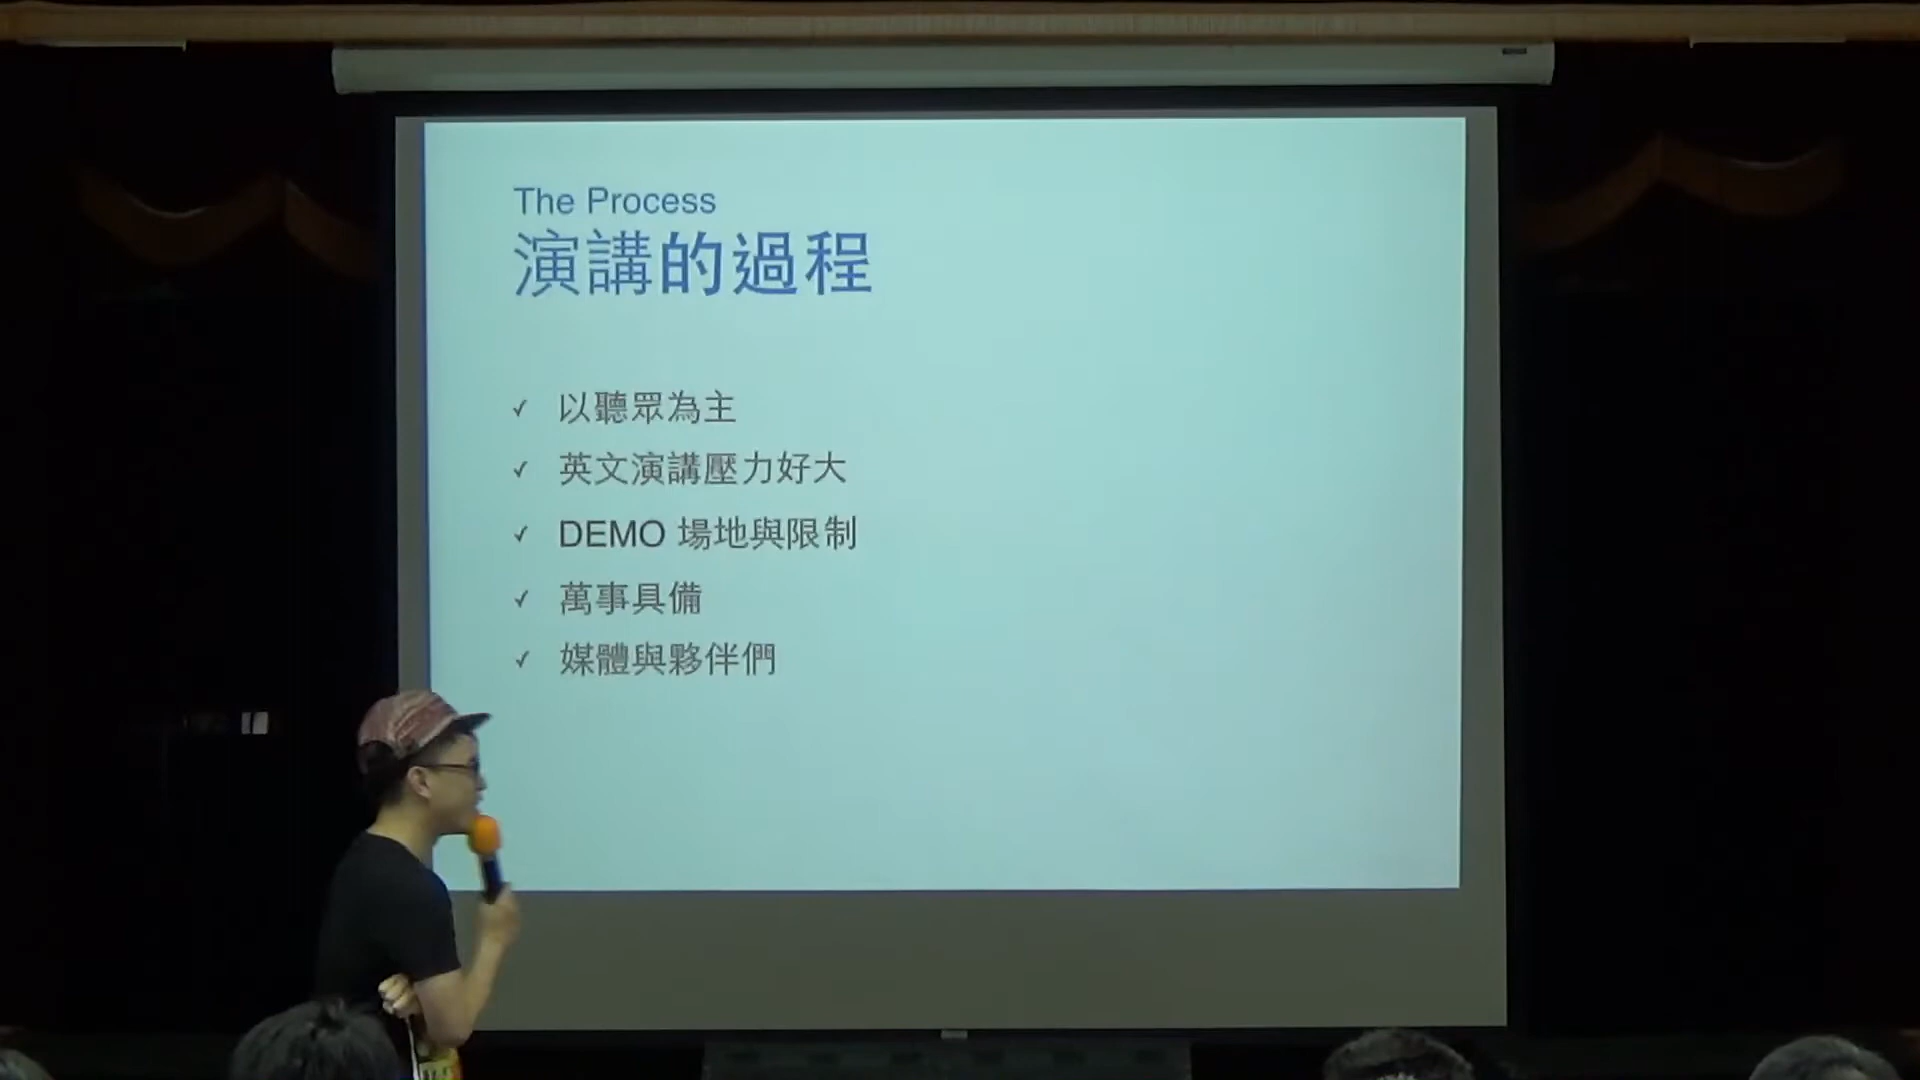 The Process
演講的過程
✓ 以聽眾為主
✓ 英文演講壓力好大
✓ DEMO 場地與限制
✓ 萬事具備
✓ 媒體與夥伴們